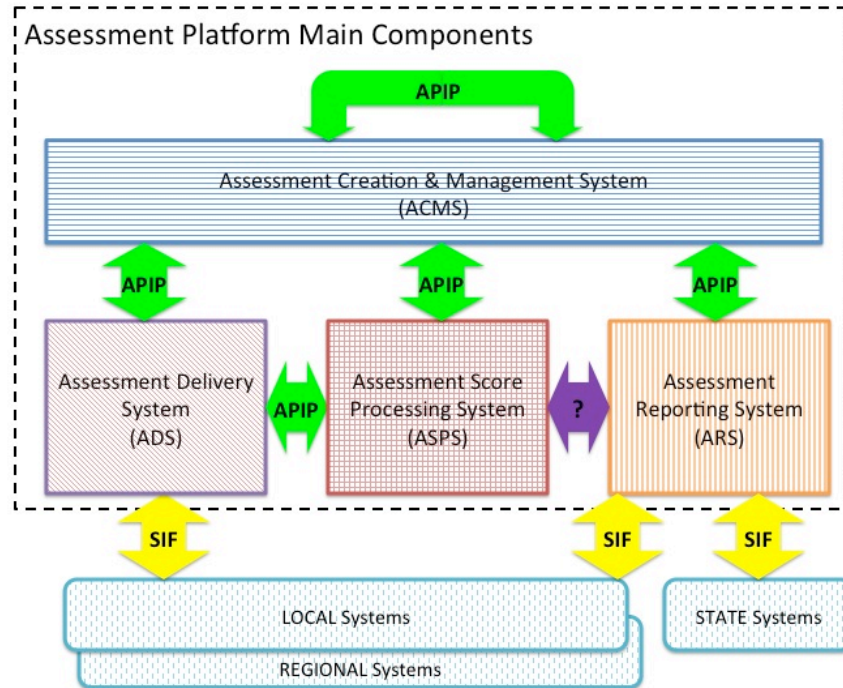 Assessment Platform Main Components
APIP
Assessment Creation & Management System
(ACMS)
APIP
APIP
APIP
Assessment Delivery
System
(ADS)
APIP
Assessment Score
Processing System
(ASPS)
?
Assessment
Reporting System
(ARS)
SIF
SIF
SIF
LOCAL Systems
STATE Systems
REGIONAL Systems